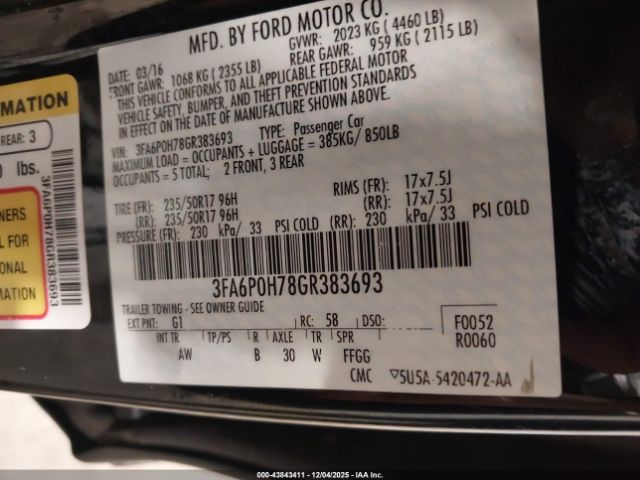 MFD. BY FORD MOTOR CO.
DATE: 03/16 GVWR: 2023 KG ( 4460 LB)
FRONT GAWR: 1068 KG ( 2355 LB) REAR GAWR: 959 KG ( 2115 LB)
THIS VEHICLE CONFORMS TO ALL APPLICABLE FEDERAL MOTOR
VEHICLE SAFETY, BUMPER, AND THEFT PREVENTION STANDARDS
IN EFFECT ON THE DATE OF MANUFACTURE SHOWN ABOVE.
VIN: 3FA6P0H78GR383693 TYPE: Passenger Car
MAXIMUM LOAD = OCCUPANTS + LUGGAGE = 385KG/ 850LB
OCCUPANTS = 5 TOTAL; 2 FRONT, 3 REAR
TIRE (FR): 235/50R17 96H RIMS (FR): 17x7.5J
(RR): 235/50R17 96H (RR): 17x7.5J
PRESSURE (FR): 230 kPa/ 33 PSI COLD (RR): 230 kPa/ 33 PSI COLD
3FA6P0H78GR383693
TRAILER TOWING - SEE OWNER GUIDE
EXT PNT: G1 RC: 58 DSO: F0052
R0060
INT TR TP/PS R AXLE TR SPR
AW B 30 W FFGG
CMC 5U5A-5420472-AA
RMATION
REAR: 3
lbs.
3FA6P0H78GR383693
NERS
L FOR
ONAL
MATION
000-43843411 - 12/04/2025 - IAA Inc.